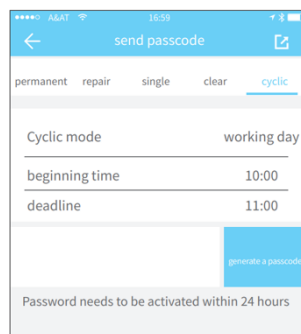 A&AT 16:59
send passcode
permanent repair single clear cyclic
Cyclic mode working day
beginning time 10:00
deadline 11:00
generate a passcode
Password needs to be activated within 24 hours